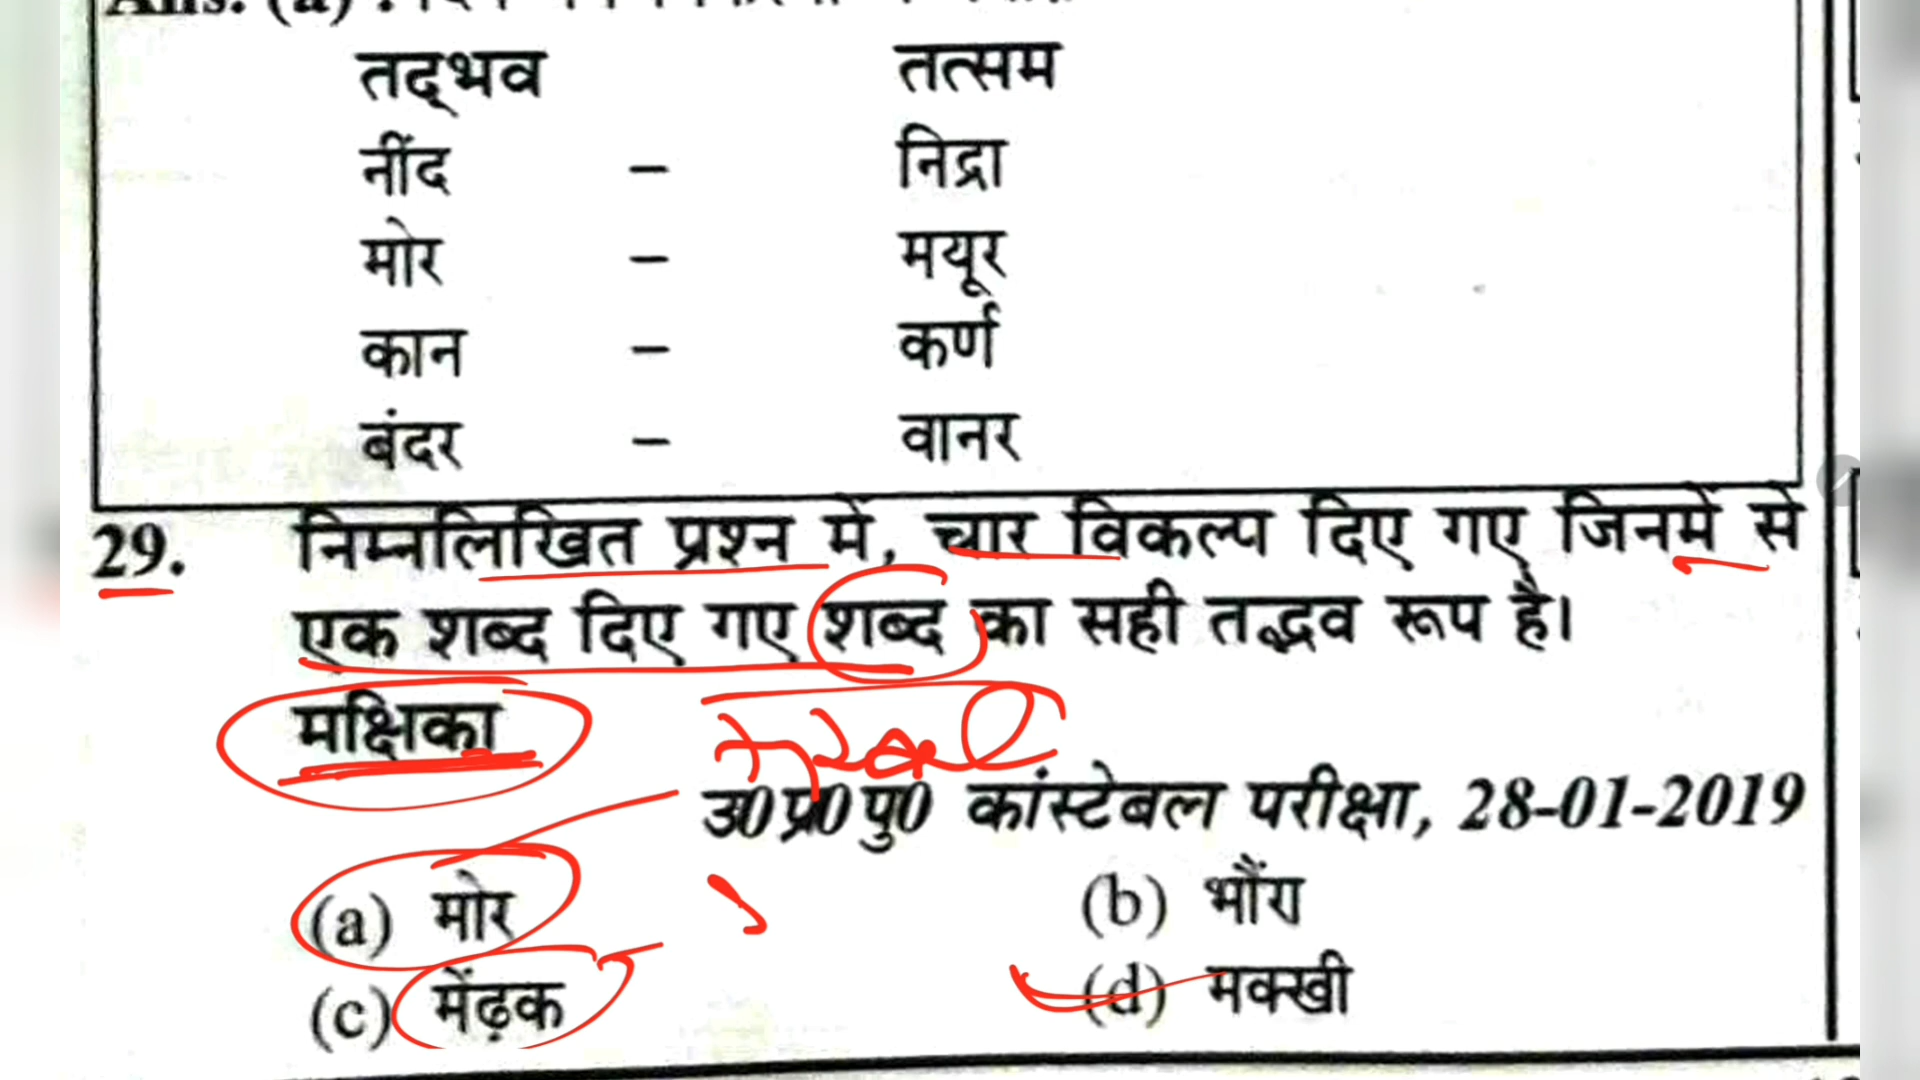 Ans. (a) :
तद्भव तत्सम
नींद – निद्रा
मोर – मयूर
कान – कर्ण
बंदर – वानर
29. निम्नलिखित प्रश्न में, चार विकल्प दिए गए जिनमें से
एक शब्द दिए गए शब्द का सही तद्भव रूप है।
मक्षिका
उ0प्र0पु0 कांस्टेबल परीक्षा, 28-01-2019
(a) मोर (b) भौंरा
(c) मेंढ़क (d) मक्खी